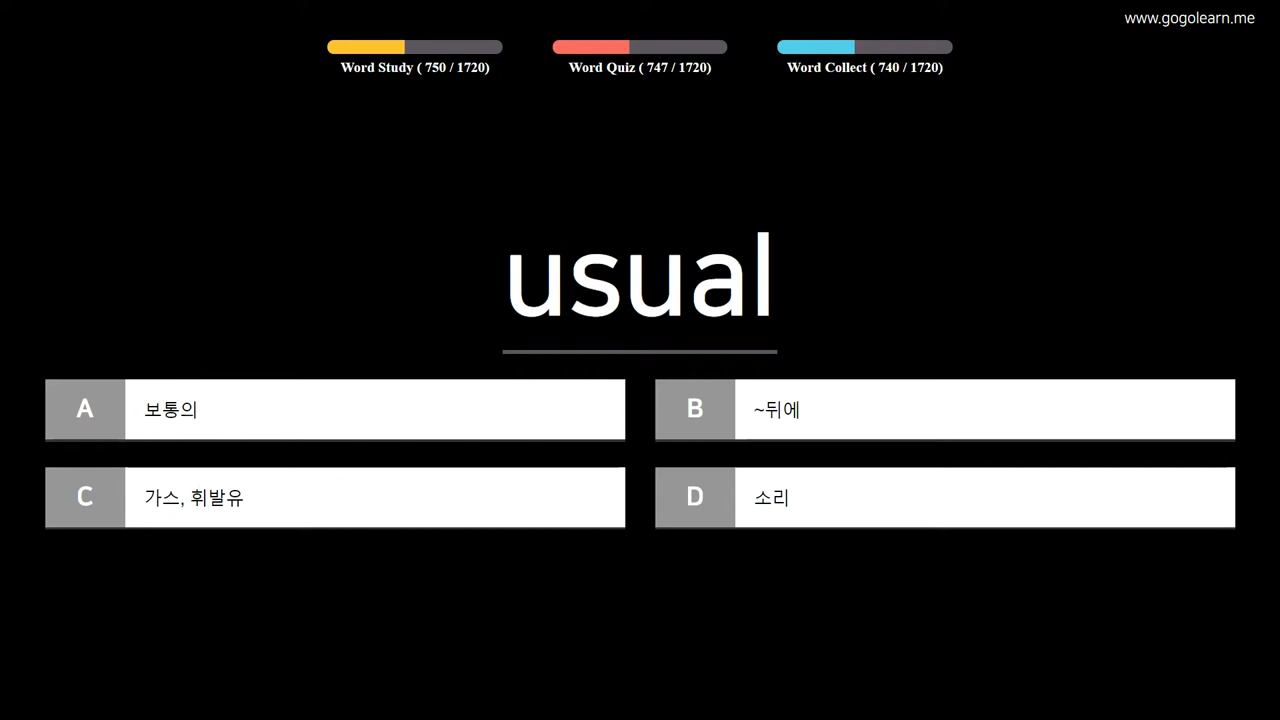 www.gogolearn.me
Word Study ( 750 / 1720)
Word Quiz ( 747 / 1720)
Word Collect ( 740 / 1720)
usual
A 보통의
B ~뒤에
C 가스, 휘발유
D 소리